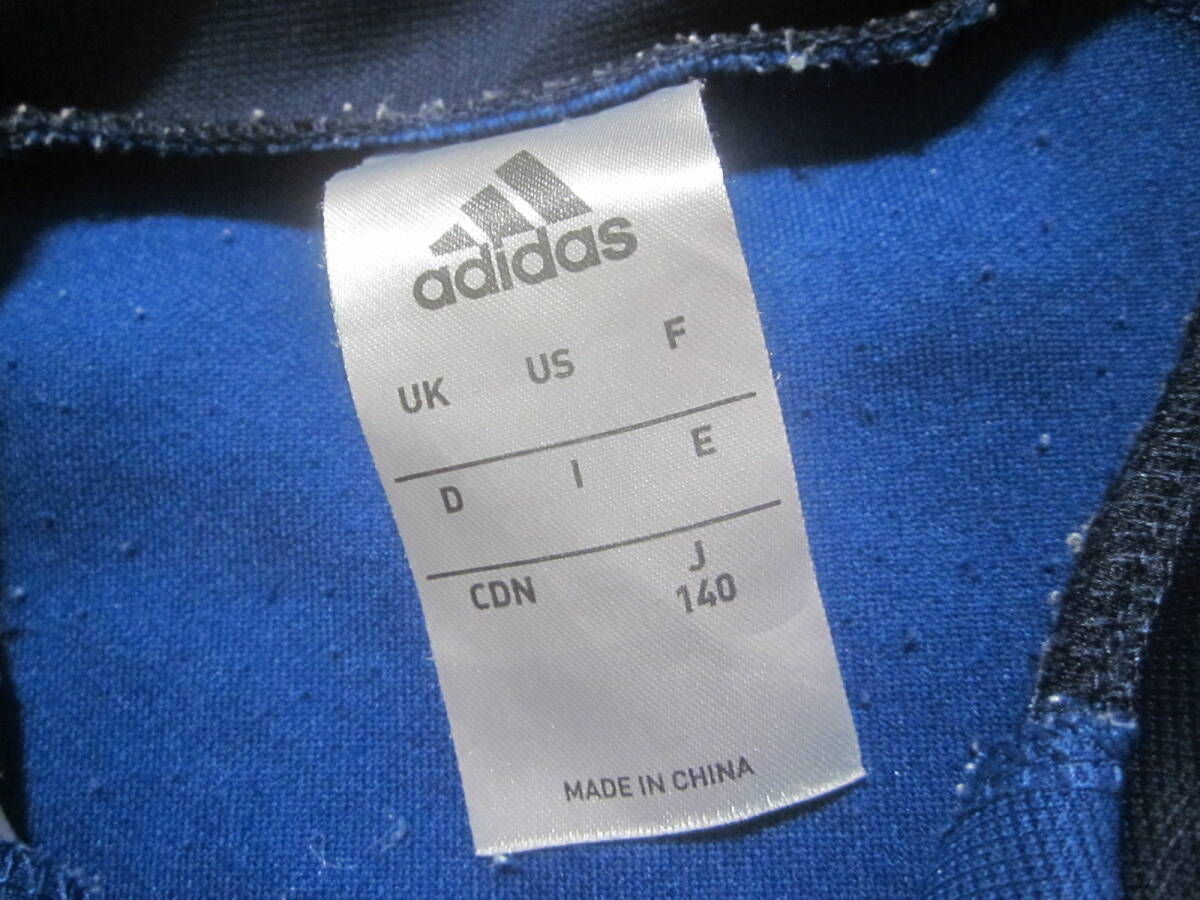 adidas
UK US F
D I E
CDN J
140
MADE IN CHINA